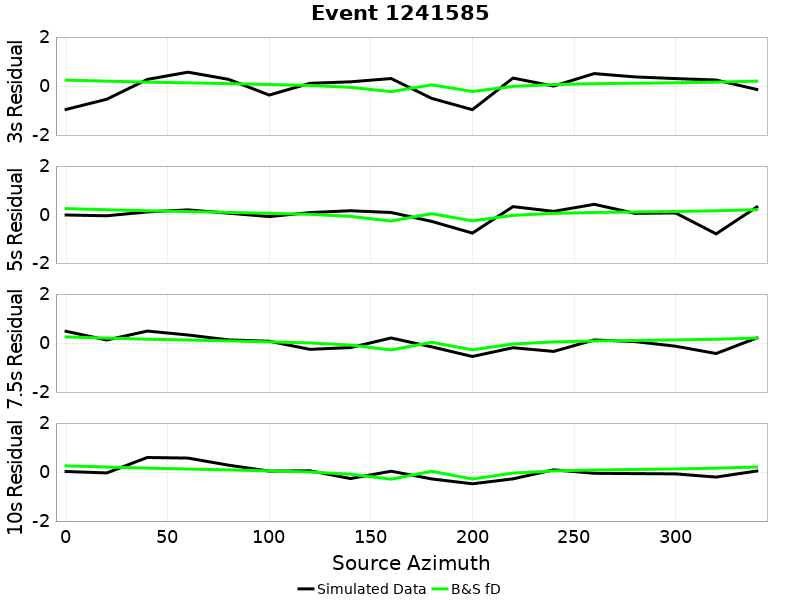 Event 1241585
3s Residual
2
0
-2
5s Residual
2
0
-2
7.5s Residual
2
0
-2
10s Residual
2
0
-2
0 50 100 150 200 250 300
Source Azimuth
Simulated Data B&S fD